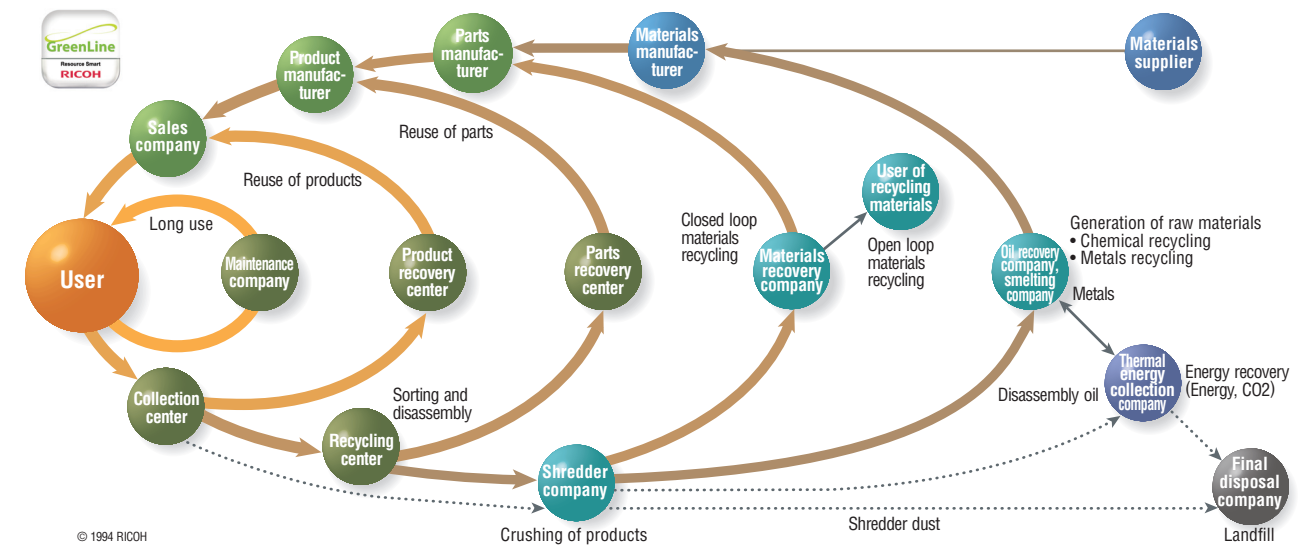 GreenLine
Resource Smart
RICOH
Parts
manufac-
turer
Materials
manufac-
turer
Materials
supplier
Product
manufac-
turer
Sales
company
Reuse of parts
Reuse of products
Long use
User
Maintenance
company
Product
recovery
center
Parts
recovery
center
Closed loop
materials
recycling
Materials
recovery
company
User of
recycling
materials
Open loop
materials
recycling
Oil recovery
company,
smelting
company
Generation of raw materials
• Chemical recycling
• Metals recycling
Metals
Thermal
energy
collection
company
Energy recovery
(Energy, CO2)
Disassembly oil
Collection
center
Sorting and
disassembly
Recycling
center
Shredder
company
Crushing of products
Shredder dust
Final
disposal
company
Landfill
© 1994 RICOH